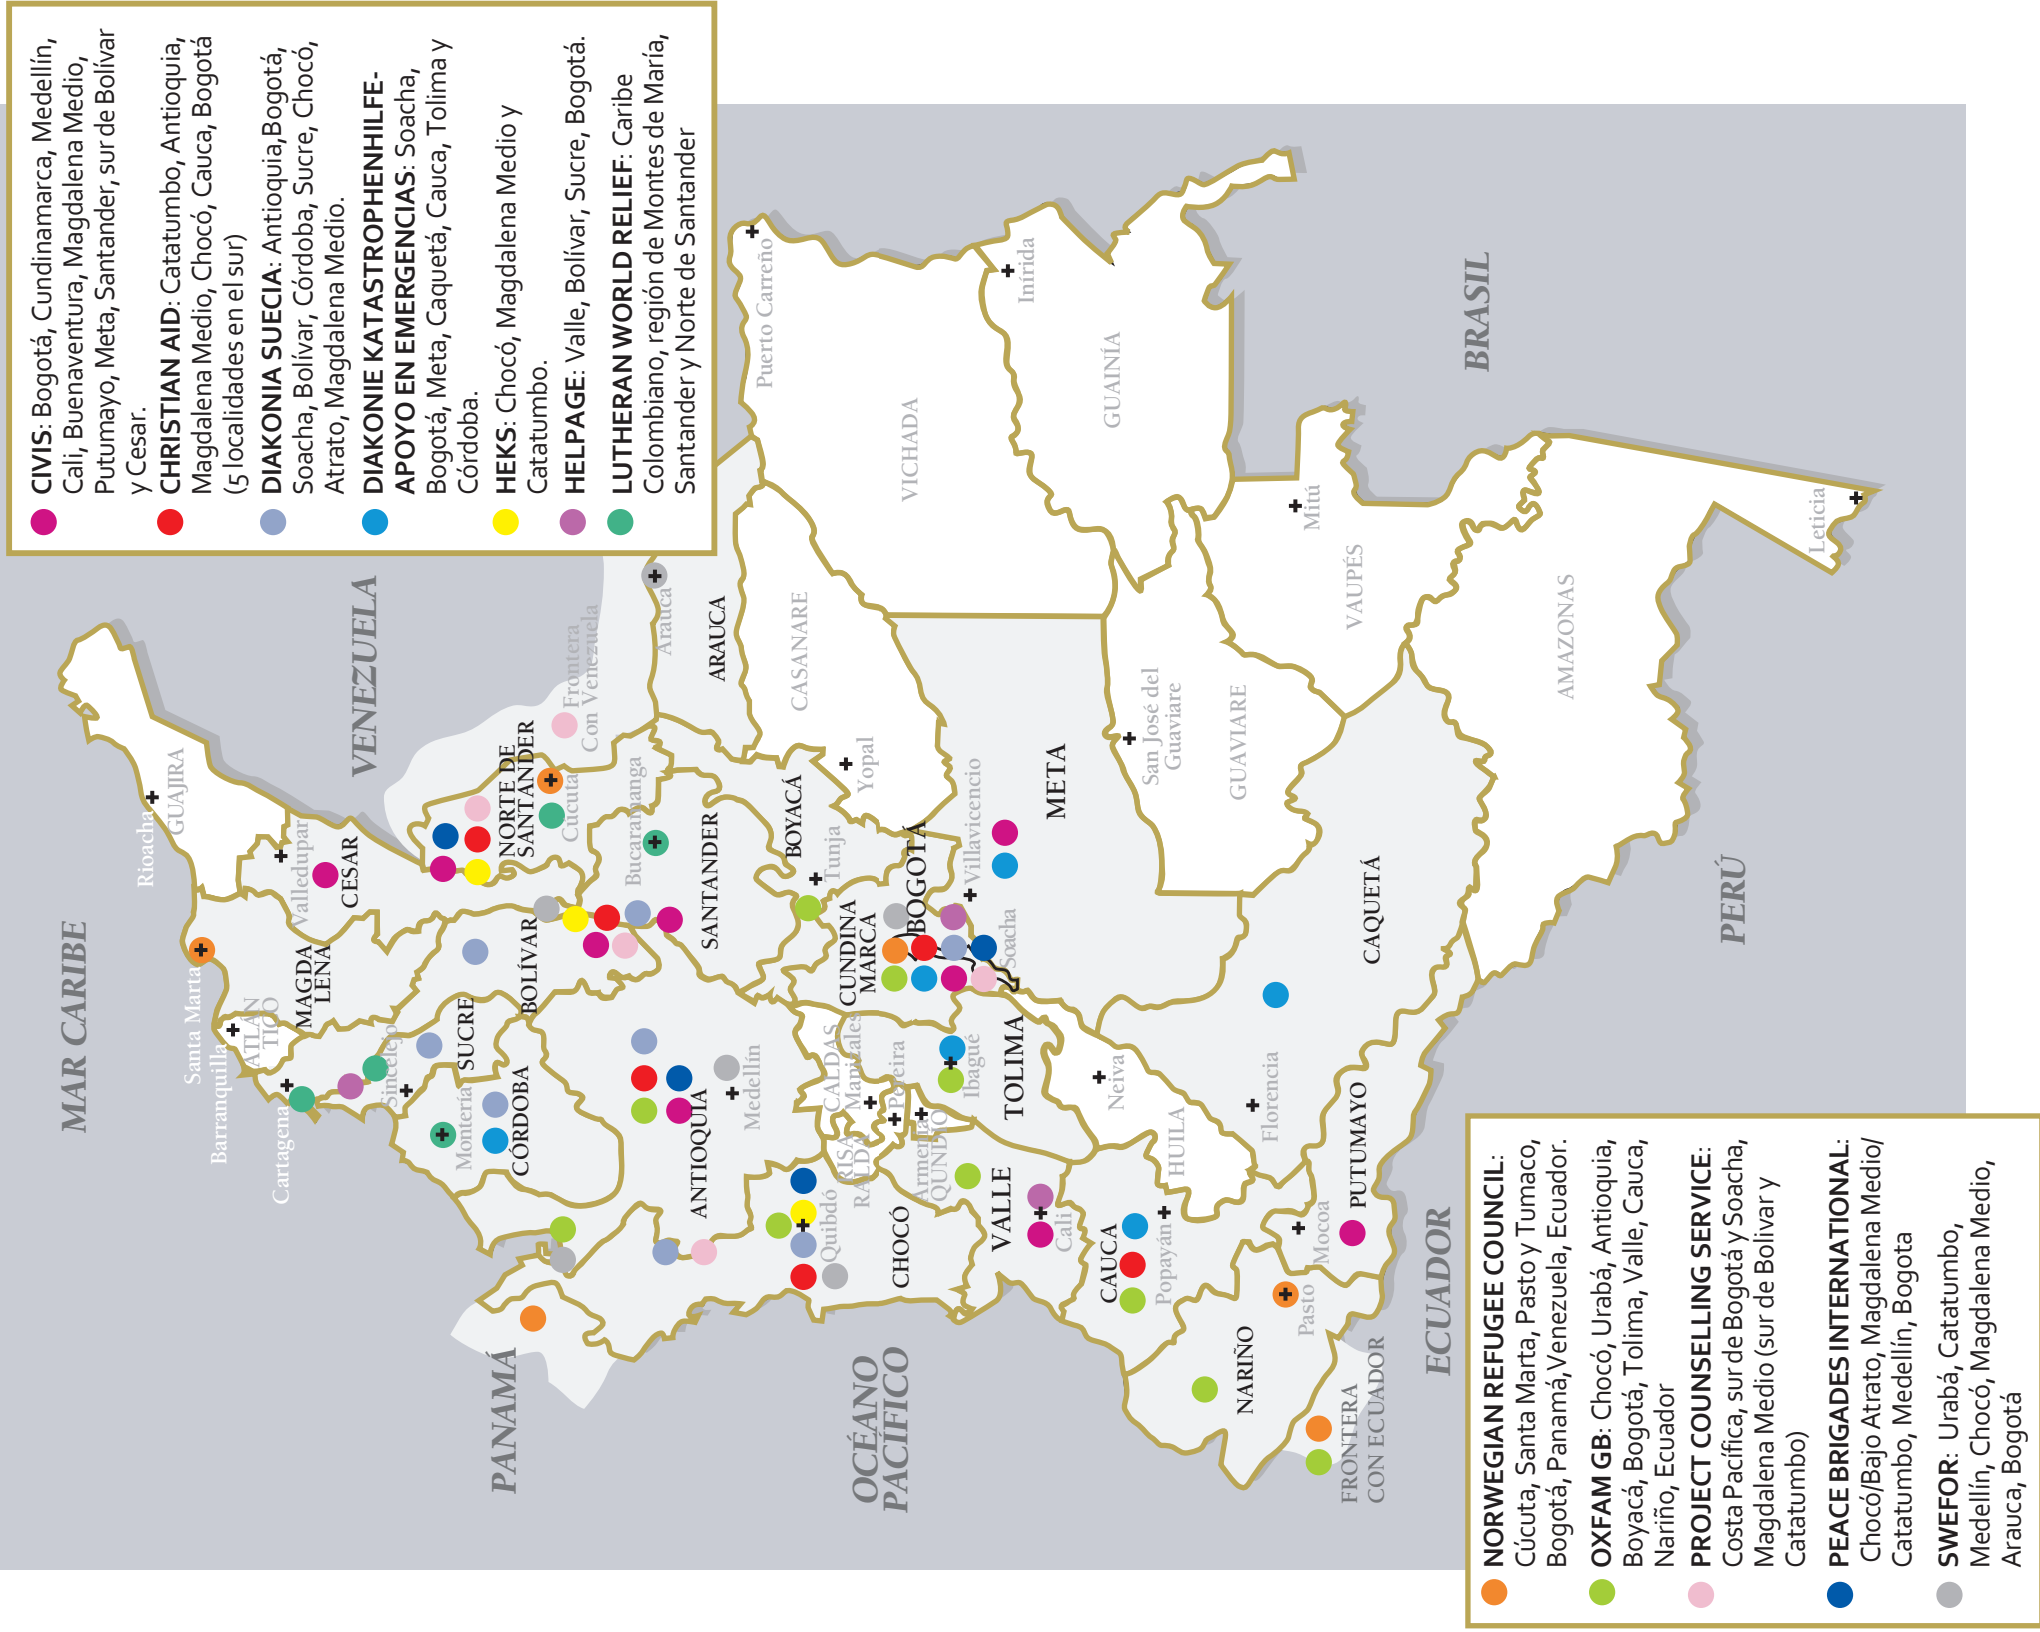 CIVIS: Bogotá, Cundinamarca, Medellín,
Cali, Buenaventura, Magdalena Medio,
Putumayo, Meta, Santander, sur de Bolívar
y Cesar.
CHRISTIAN AID: Catatumbo, Antioquia,
Magdalena Medio, Chocó, Cauca, Bogotá
(5 localidades en el sur)
DIAKONIA SUECIA: Antioquia,Bogotá,
Soacha, Bolívar, Córdoba, Sucre, Chocó,
Atrato, Magdalena Medio.
DIAKONIE KATASTROPHENHILFE-
APOYO EN EMERGENCIAS: Soacha,
Bogotá, Meta, Caquetá, Cauca, Tolima y
Córdoba.
HEKS: Chocó, Magdalena Medio y
Catatumbo.
HELPAGE: Valle, Bolívar, Sucre, Bogotá.
LUTHERAN WORLD RELIEF: Caribe
Colombiano, región de Montes de María,
Santander y Norte de Santander
MAR CARIBE
VENEZUELA
PANAMÁ
OCÉANO
PACÍFICO
ECUADOR
PERÚ
BRASIL
Rioacha
GUAJIRA
Santa Marta
Barranquilla
ATLÁN
TICO
Cartagena
Valledupar
CESAR
MAGDA
LENA
Sincelejo
SUCRE
BOLÍVAR
Montería
CÓRDOBA
NORTE DE
SANTANDER
Cucuta
Frontera
Con Venezuela
Bucaramanga
SANTANDER
Arauca
ARAUCA
CASANARE
Yopal
BOYACÁ
Tunja
ANTIOQUIA
Medellín
Quibdó
CHOCÓ
CALDAS
Manizales
RISA
RALDA
Pereira
Armenia
QUNDIO
CUNDINA
MARCA
BOGOTÁ
Soacha
Villavicencio
META
Ibagué
TOLIMA
VALLE
Cali
Neiva
HUILA
CAUCA
Popayán
NARIÑO
Pasto
FRONTERA
CON ECUADOR
Mocoa
PUTUMAYO
Florencia
CAQUETÁ
San José del
Guaviare
GUAVIARE
Puerto Carreño
VICHADA
Inírida
GUAINÍA
Mitú
VAUPÉS
AMAZONAS
Leticia
NORWEGIAN REFUGEE COUNCIL:
Cúcuta, Santa Marta, Pasto y Tumaco,
Bogotá, Panamá, Venezuela, Ecuador.
OXFAM GB: Chocó, Urabá, Antioquia,
Boyacá, Bogotá, Tolima, Valle, Cauca,
Nariño, Ecuador
PROJECT COUNSELLING SERVICE:
Costa Pacífica, sur de Bogotá y Soacha,
Magdalena Medio (sur de Bolivar y
Catatumbo)
PEACE BRIGADES INTERNATIONAL:
Chocó/Bajo Atrato, Magdalena Medio/
Catatumbo, Medellín, Bogota
SWEFOR: Urabá, Catatumbo,
Medellín, Chocó, Magdalena Medio,
Arauca, Bogotá